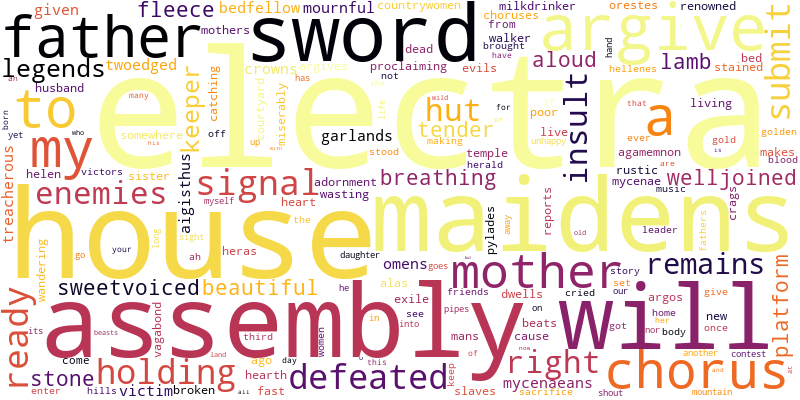 given fleece bedfellow mournful countrywomen milkdrinker orestes renowned
father sword choruses from argive submit
legends mothers walker dead brought have hand hellenes
twoedged crowns argives proclaiming evils aloud lamb bed stained
an husband keeper catching has not
to electra hut tender insult a
many somewhere courtyard miserably life poor for that living golden
born yet who his off up garlands making or unhappy live ever gold is makes
my signal stood temple herald wild agamemnon are blood
treacherous helen victors sister aigisthus with breathing welljoined
enemies myself heart adornment wasting rustic mycenae music
house maidens reports crags fathers
go your long sight the pylades away old leader
wandering ah heras daughter omens goes but mother remains
sweetvoiced beautiful he alas story platform
ready its vagabond exile friends dwells cried set our argos give
assembly will
beasts third women in see into pipes on got home her new once
land mans beats nor body
come ago day o this of cause now another contest
stone holding hearth defeated keep right chorus
enter hills victim broken all fast slaves mycenaeans sacrifice shout mountain and at